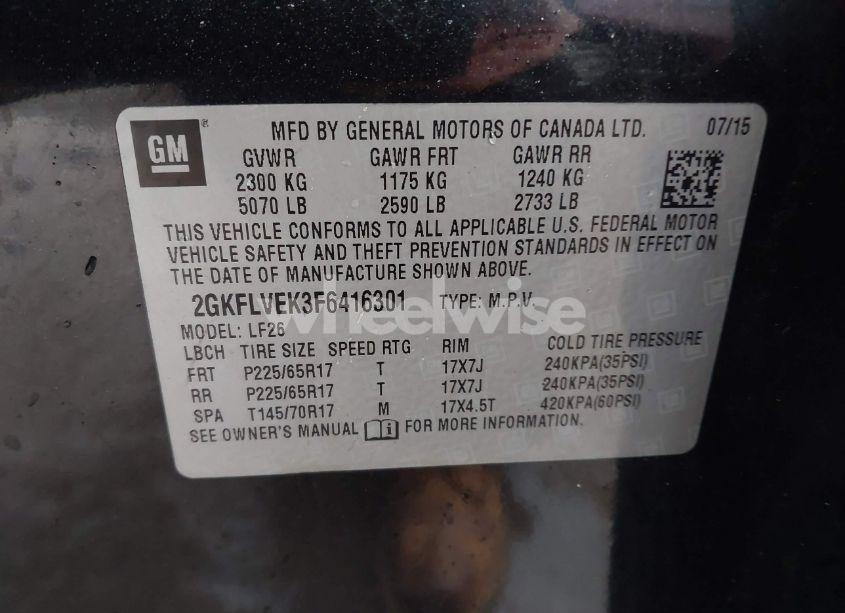 GM ® MFD BY GENERAL MOTORS OF CANADA LTD. 07/15
GVWR GAWR FRT GAWR RR
2300 KG 1175 KG 1240 KG
5070 LB 2590 LB 2733 LB
THIS VEHICLE CONFORMS TO ALL APPLICABLE U.S. FEDERAL MOTOR
VEHICLE SAFETY AND THEFT PREVENTION STANDARDS IN EFFECT ON
THE DATE OF MANUFACTURE SHOWN ABOVE.
2GKFLVEK3F6416301 TYPE: M.P.V.
wheelwise
MODEL: LF26
LBCH TIRE SIZE SPEED RTG RIM COLD TIRE PRESSURE
FRT P225/65R17 T 17X7J 240KPA(35PSI)
RR P225/65R17 T 17X7J 240KPA(35PSI)
SPA T145/70R17 M 17X4.5T 420KPA(60PSI)
SEE OWNER'S MANUAL FOR MORE INFORMATION.